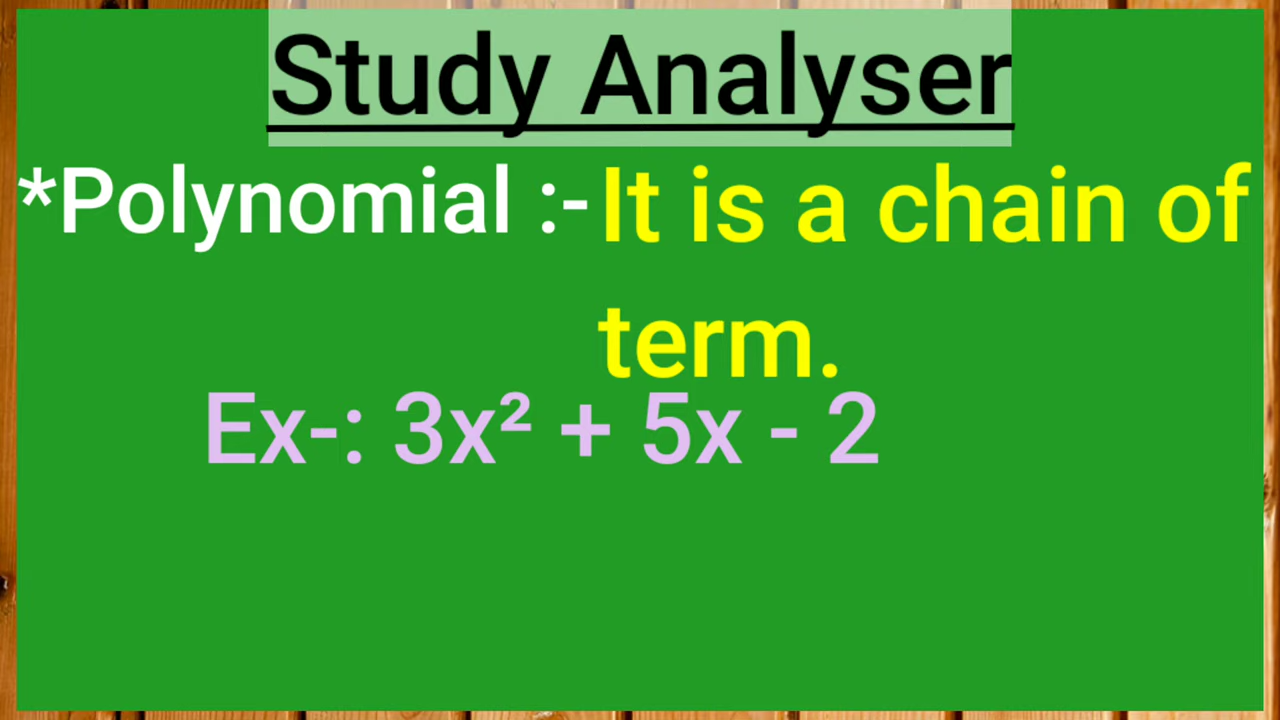 Study Analyser
*Polynomial :- It is a chain of
term.
Ex-: 3x² + 5x - 2